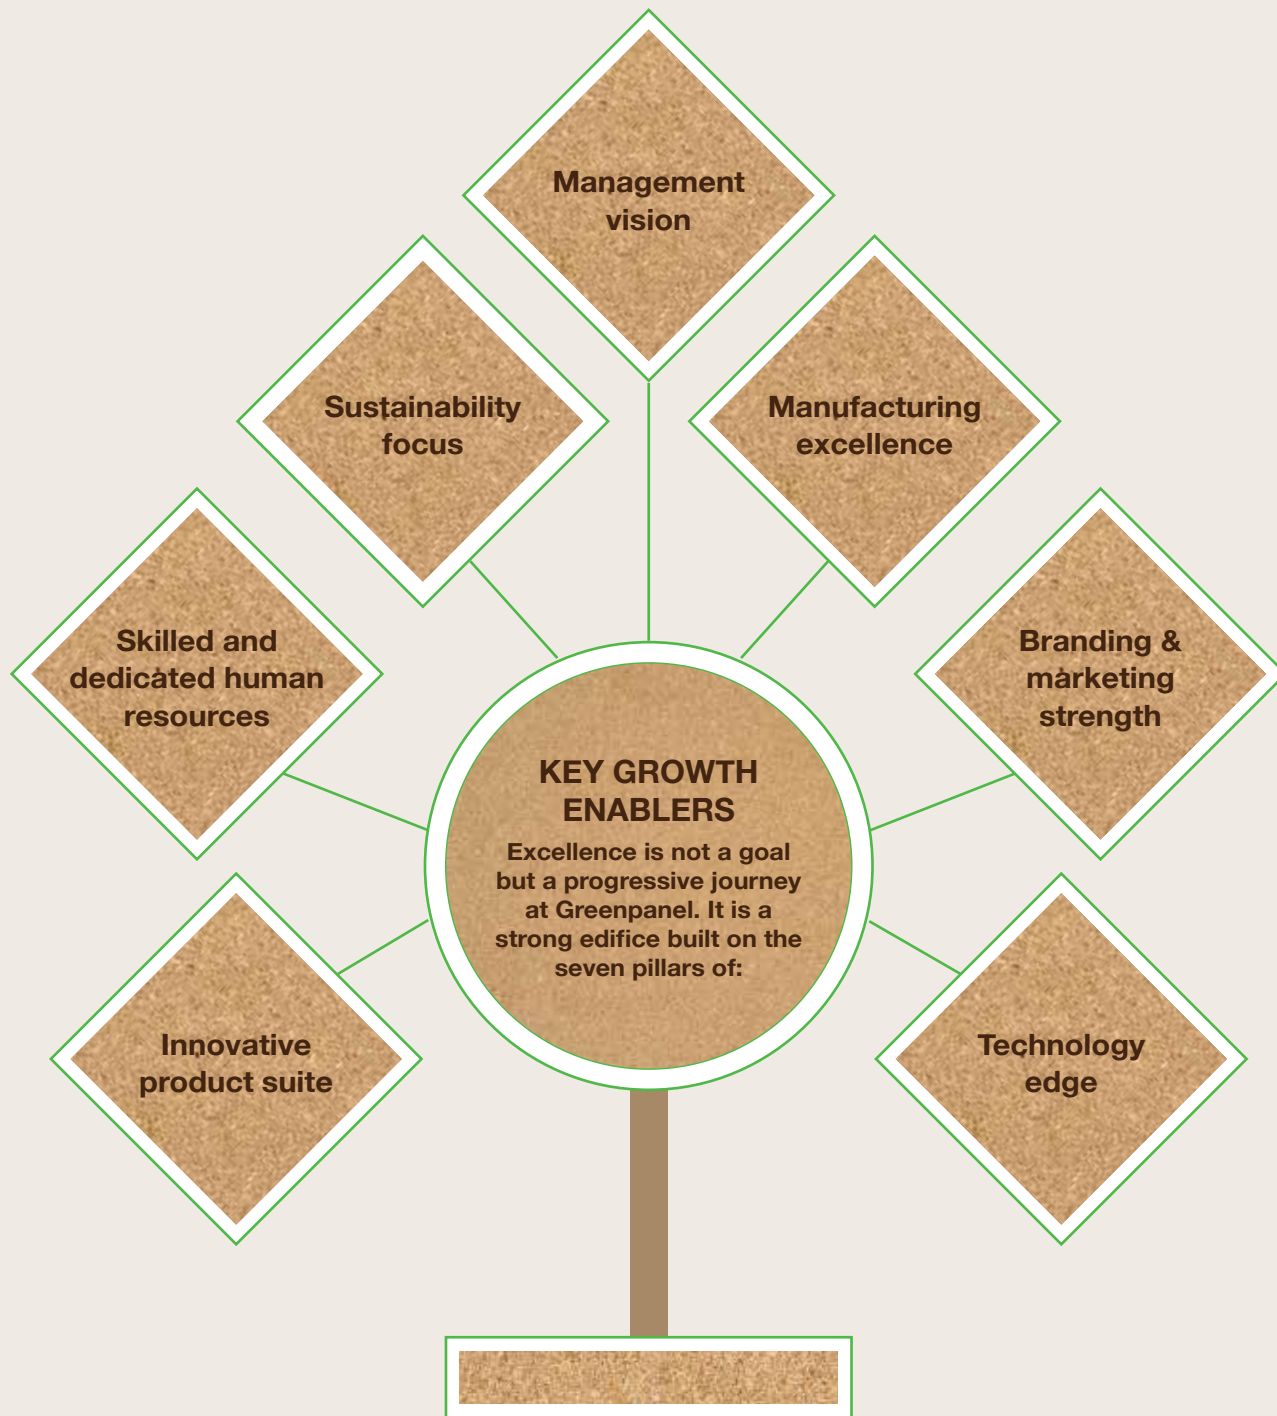 Management
vision
Sustainability
focus
Manufacturing
excellence
Skilled and
dedicated human
resources
Branding &
marketing
strength
KEY GROWTH
ENABLERS
Excellence is not a goal
but a progressive journey
at Greenpanel. It is a
strong edifice built on the
seven pillars of:
Innovative
product suite
Technology
edge